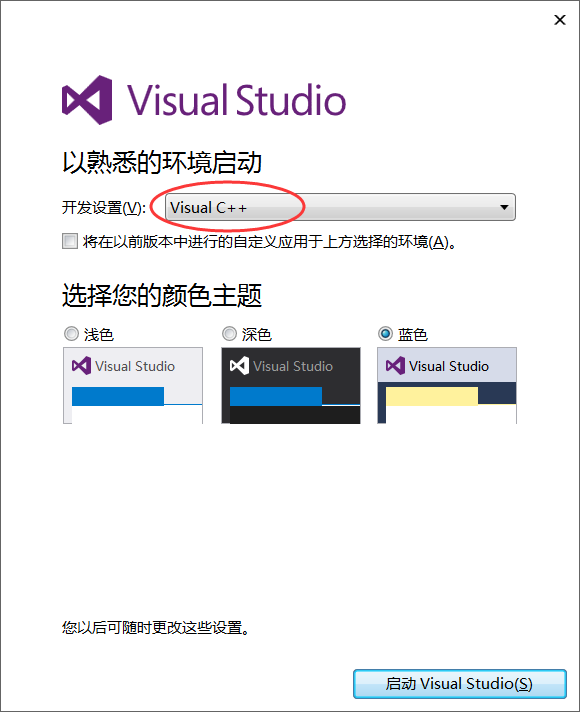 Visual Studio
以熟悉的环境启动
开发设置(V):
Visual C++
将在以前版本中进行的自定义应用于上方选择的环境(A)。
选择您的颜色主题
浅色 深色 蓝色
Visual Studio Visual Studio Visual Studio
您以后可随时更改这些设置。
启动 Visual Studio(S)